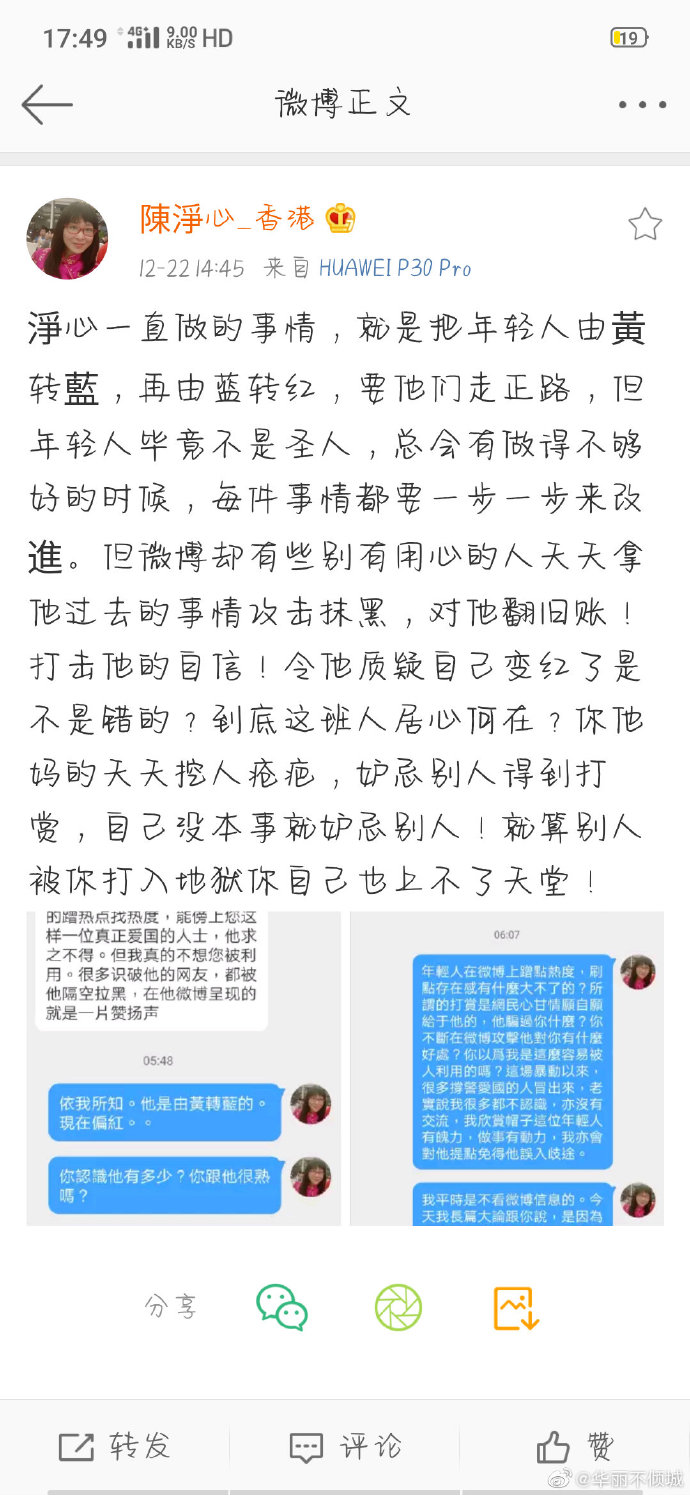 17:49 4G+ 9.00 KB/S HD 19
微博正文
陳淨心_香港
12-22 14:45 来自 HUAWEI P30 Pro
淨心一直做的事情，就是把年轻人由黃
转藍，再由蓝转红，要他们走正路，但
年轻人毕竟不是圣人，总会有做得不够
好的时候，每件事情都要一步一步来改
進。但微博却有些别有用心的人天天拿
他过去的事情攻击抹黑，对他翻旧账！
打击他的自信！令他质疑自己变红了是
不是错的？到底这班人居心何在？你他
妈的天天挖人疮疤，妒忌别人得到打
赏，自己没本事就妒忌别人！就算别人
被你打入地狱你自己也上不了天堂！
的蹭热点找热度，能傍上您这
样一位真正爱国的人士，他求
之不得。但我真的不想您被利
用。很多识破他的网友，都被
他隔空拉黑，在他微博呈现的
就是一片赞扬声
05:48
依我所知。他是由黃轉藍的。
現在偏紅。。
你認識他有多少？你跟他很熟
嗎？
06:07
年輕人在微博上蹭點熱度，刷
點存在感有什麼大不了的？所
謂的打賞是網民心甘情願自願
給于他的，他騙過你什麼？你
不斷在微博攻擊他對你有什麼
好處？你以爲我是這麼容易被
人利用的嗎？這場暴動以來，
很多撐警愛國的人冒出來，老
實說我很多都不認識，亦沒有
交流，我欣賞帽子這位年輕人
有魄力，做事有動力，我亦會
對他提點免得他誤入歧途。
我平時是不看微博信息的。今
天我長篇大論跟你說，是因為
分享
转发 评论 赞
@华丽不倾城